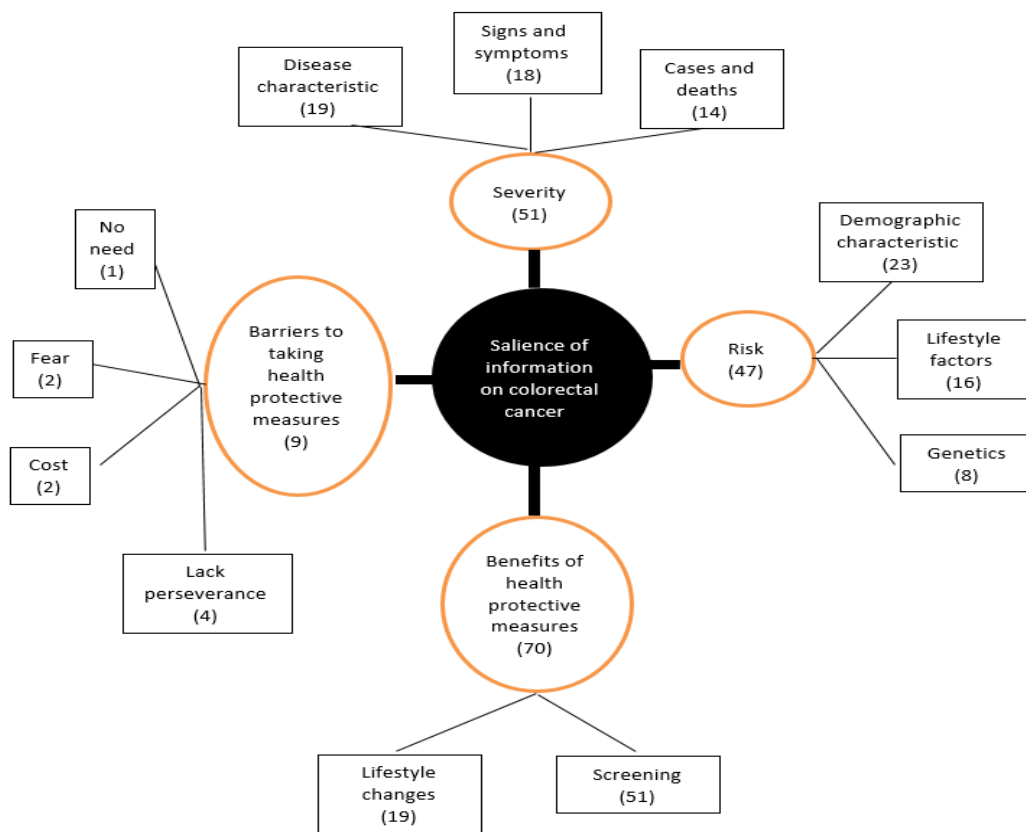 Signs and
symptoms
(18)
Disease
characteristic
(19)
Cases and
deaths
(14)
Severity
(51)
No
need
(1)
Demographic
characteristic
(23)
Barriers to
taking
health
protective
measures
(9)
Salience of
information
on colorectal
cancer
Risk
(47)
Lifestyle
factors
(16)
Fear
(2)
Genetics
(8)
Cost
(2)
Lack
perseverance
(4)
Benefits of
health
protective
measures
(70)
Lifestyle
changes
(19)
Screening
(51)